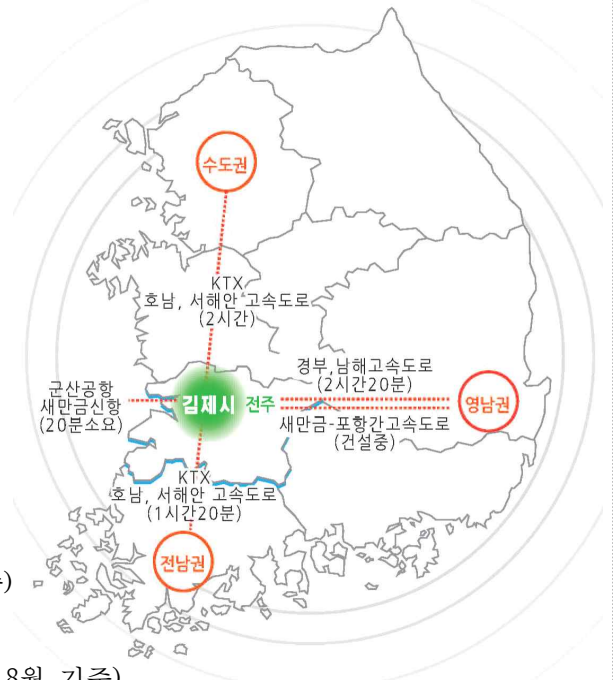 수도권
KTX
호남, 서해안 고속도로
(2시간)
경부,남해고속도로
(2시간20분)
군산공항
새만금신항
(20분소요)
김제시 전주
영남권
새만금-포항간고속도로
(건설중)
KTX
호남, 서해안 고속도로
(1시간20분)
전남권
8월 기준)